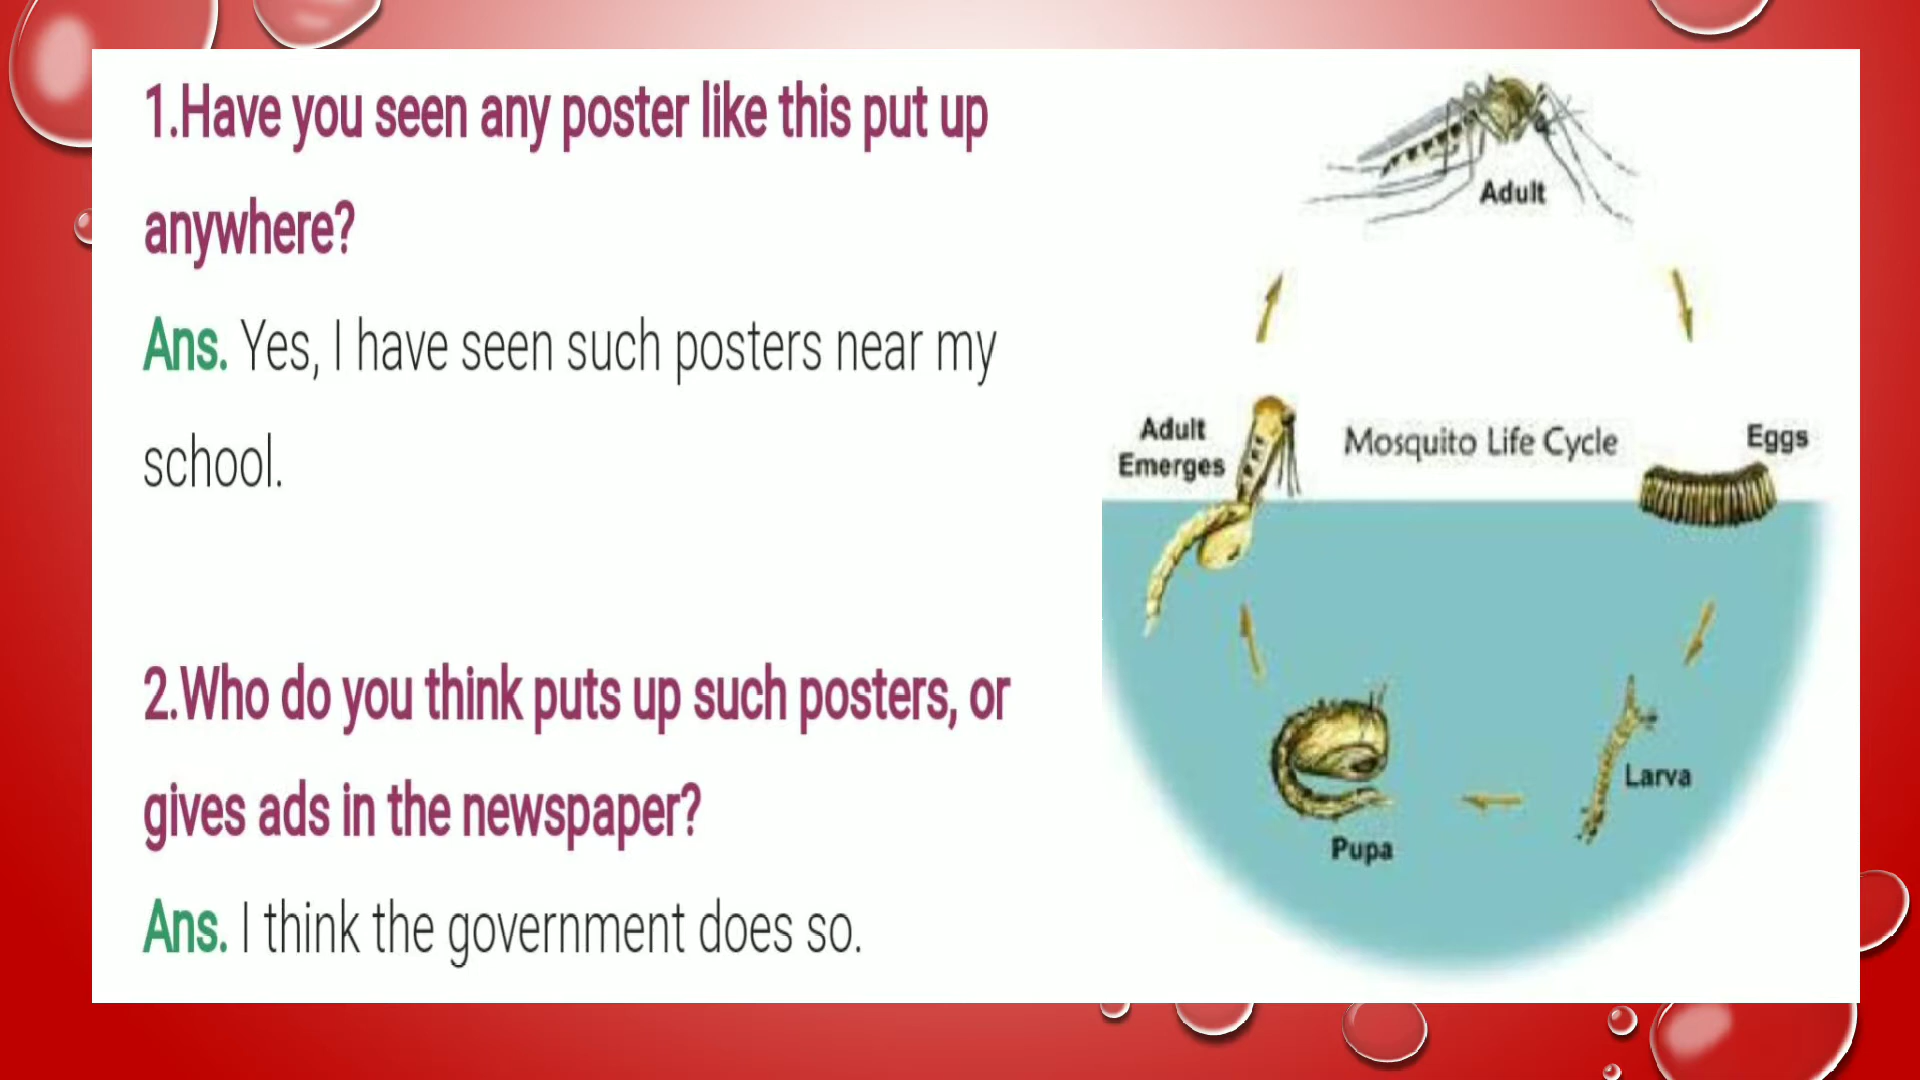 1.Have you seen any poster like this put up
anywhere?
Ans. Yes, I have seen such posters near my
school.
2.Who do you think puts up such posters, or
gives ads in the newspaper?
Ans. I think the government does so.
Adult
Adult
Emerges
Mosquito Life Cycle
Eggs
Larva
Pupa